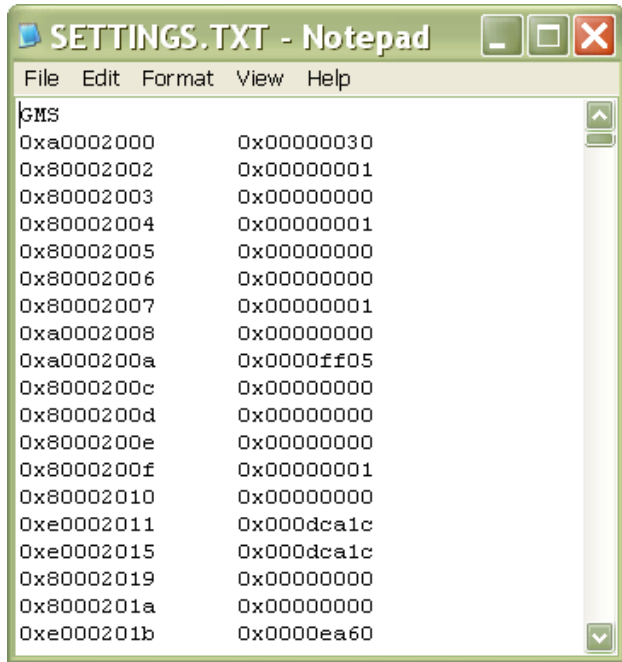 SETTINGS.TXT - Notepad
File Edit Format View Help
GMS
0xa0002000 0x00000030
0x80002002 0x00000001
0x80002003 0x00000000
0x80002004 0x00000001
0x80002005 0x00000000
0x80002006 0x00000000
0x80002007 0x00000001
0xa0002008 0x00000000
0xa000200a 0x0000ff05
0x8000200c 0x00000000
0x8000200d 0x00000000
0x8000200e 0x00000000
0x8000200f 0x00000001
0x80002010 0x00000000
0xe0002011 0x000dca1c
0xe0002015 0x000dca1c
0x80002019 0x00000000
0x8000201a 0x00000000
0xe000201b 0x0000ea60